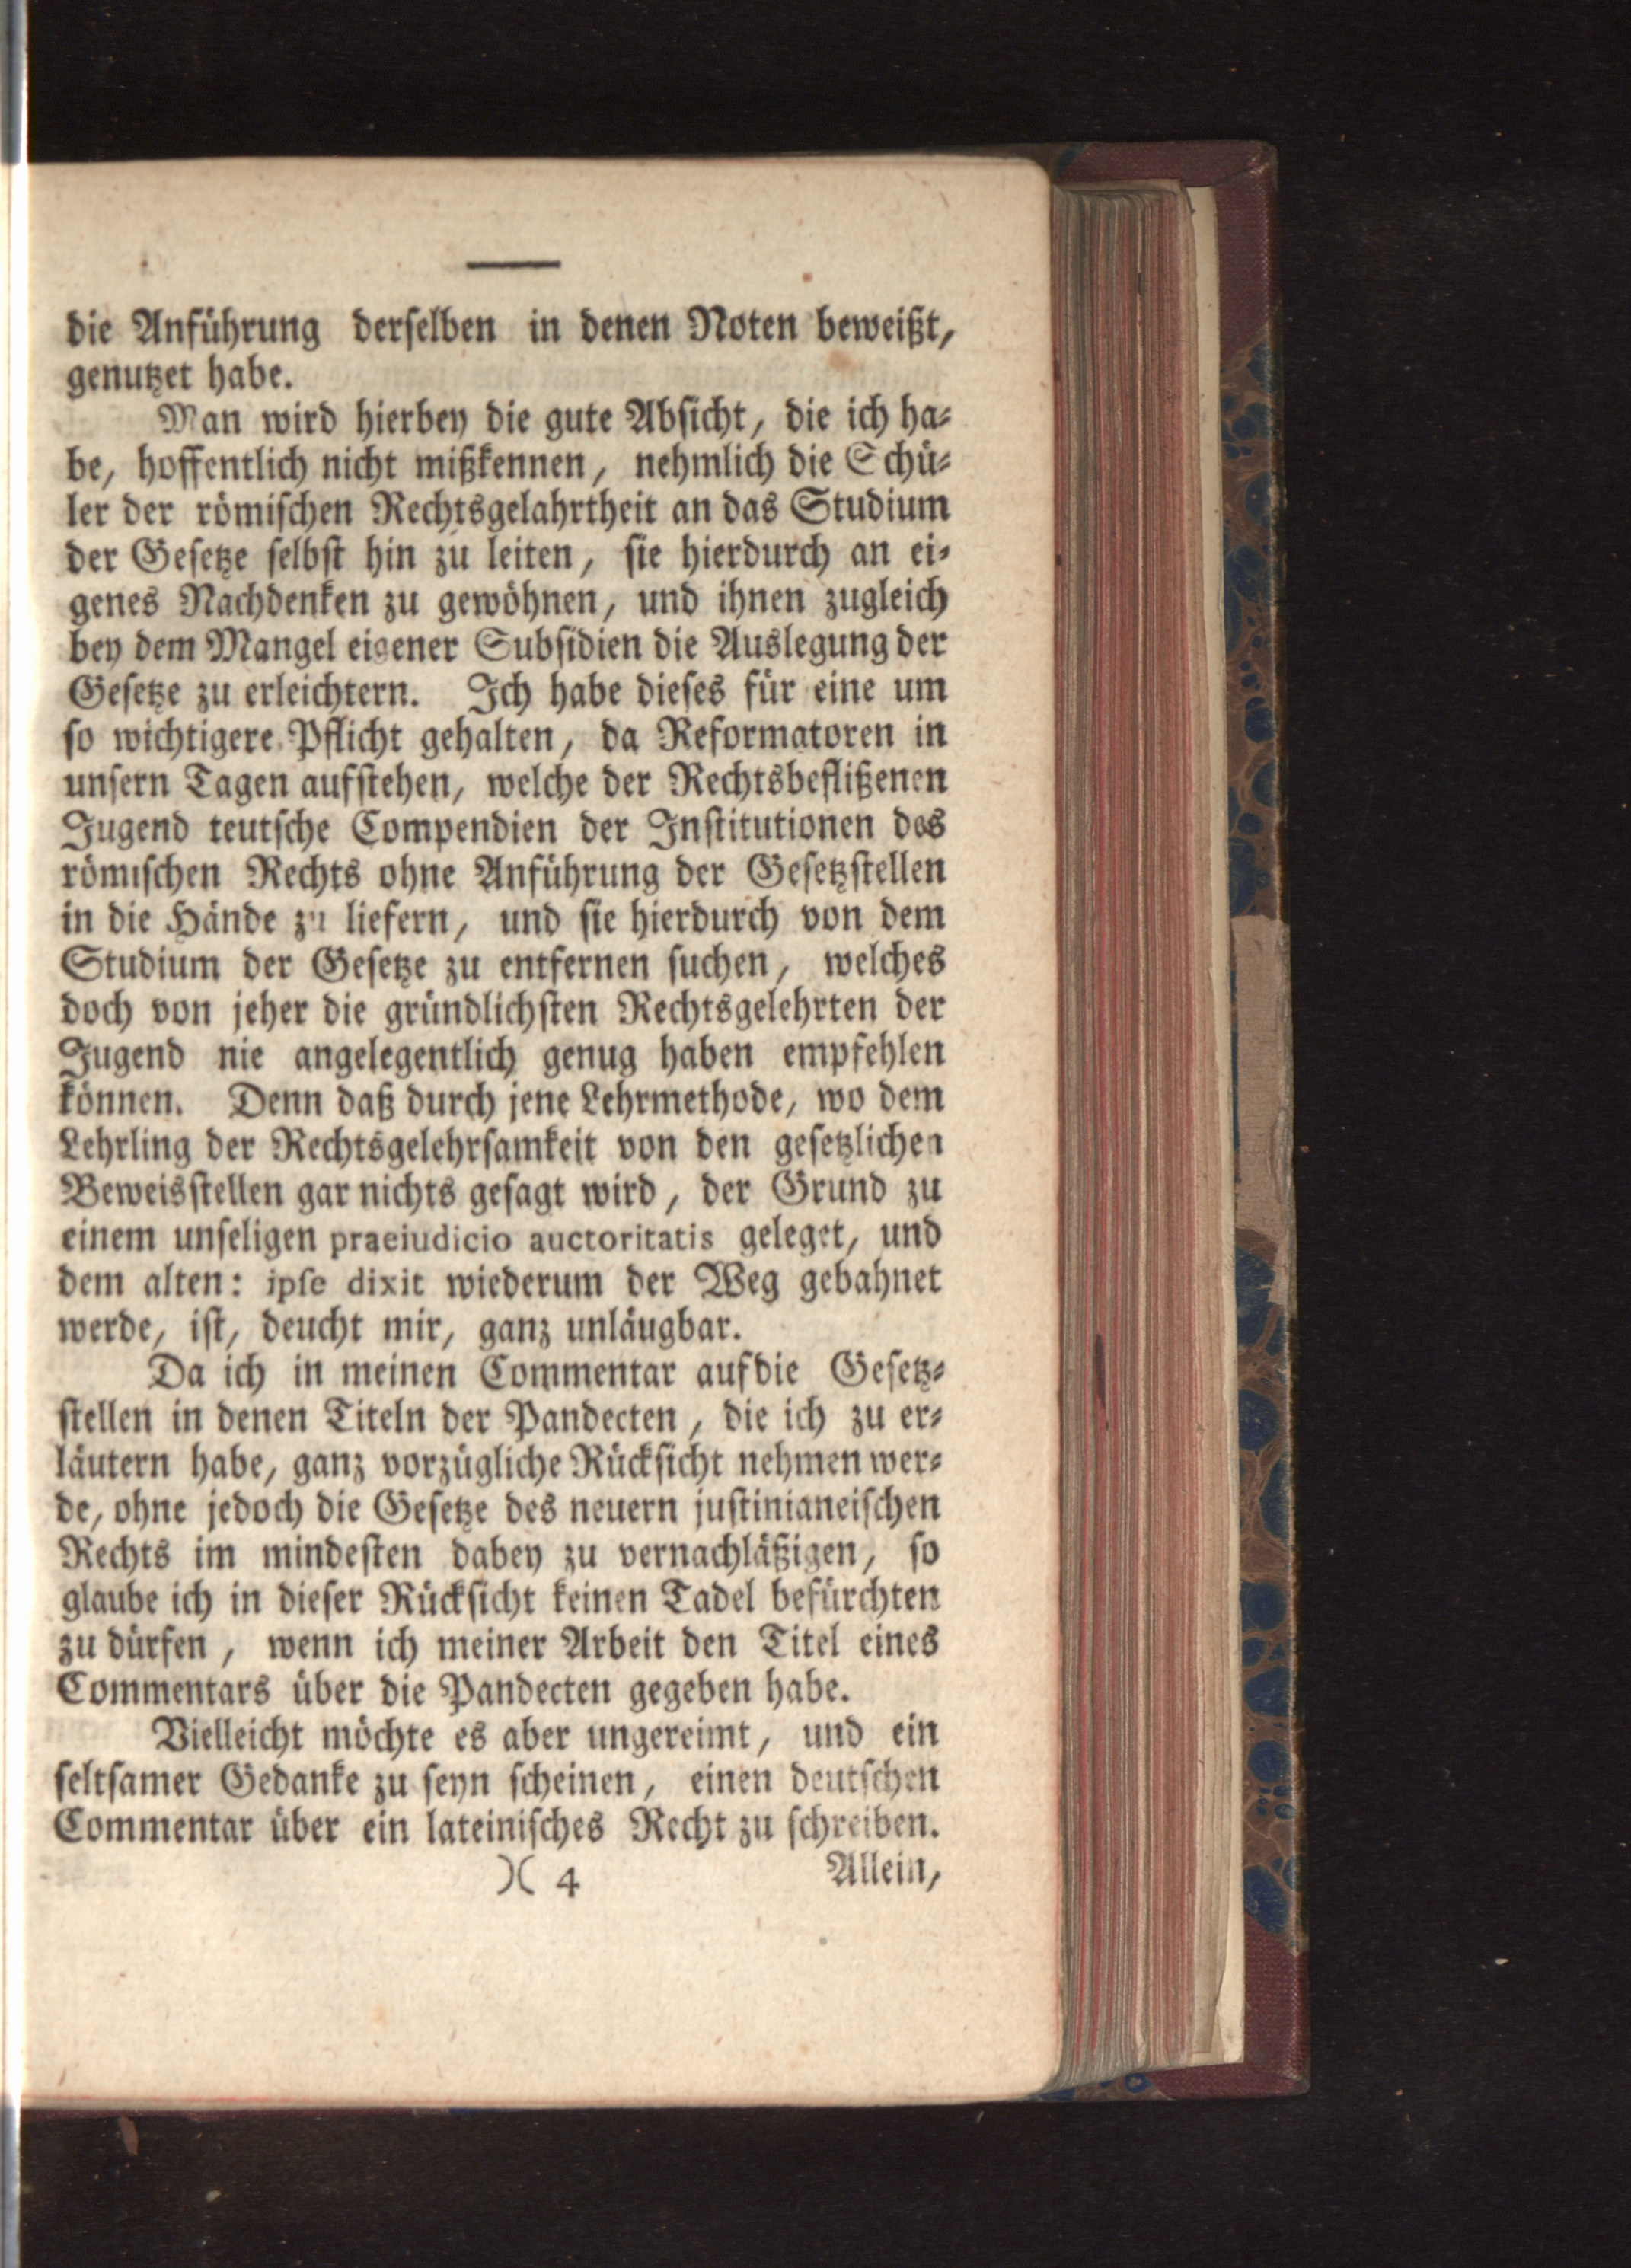 die Anführung derselben in denen Noten beweißt,
genutzet habe.
Man wird hierbey die gute Absicht, die ich ha-
be, hoffentlich nicht mißkennen, nehmlich die Schü-
ler der römischen Rechtsgelahrtheit an das Studium
der Gesetze selbst hin zu leiten, sie hierdurch an ei-
genes Nachdenken zu gewöhnen, und ihnen zugleich
bey dem Mangel eigener Subsidien die Auslegung der
Gesetze zu erleichtern. Ich habe dieses für eine um
so wichtigere Pflicht gehalten, da Reformatoren in
unsern Tagen aufstehen, welche der Rechtsbeflißenen
Jugend teutsche Compendien der Institutionen des
römischen Rechts ohne Anführung der Gesetzstellen
in die Hände zu liefern, und sie hierdurch von dem
Studium der Gesetze zu entfernen suchen, welches
doch von jeher die gründlichsten Rechtsgelehrten der
Jugend nie angelegentlich genug haben empfehlen
können. Denn daß durch jene Lehrmethode, wo dem
Lehrling der Rechtsgelehrsamkeit von den gesetzlichen
Beweisstellen gar nichts gesagt wird, der Grund zu
einem unseligen praeiudicio auctoritatis geleget, und
dem alten: ipse dixit wiederum der Weg gebahnet
werde, ist, deucht mir, ganz unläugbar.
Da ich in meinen Commentar auf die Gesetz-
stellen in denen Titeln der Pandecten, die ich zu er-
läutern habe, ganz vorzügliche Rücksicht nehmen wer-
de, ohne jedoch die Gesetze des neuern justinianeischen
Rechts im mindesten dabey zu vernachläßigen, so
glaube ich in dieser Rücksicht keinen Tadel befürchten
zu dürfen, wenn ich meiner Arbeit den Titel eines
Commentars über die Pandecten gegeben habe.
Vielleicht möchte es aber ungereimt, und ein
seltsamer Gedanke zu seyn scheinen, einen deutschen
Commentar über ein lateinisches Recht zu schreiben.
)( 4 Allein,